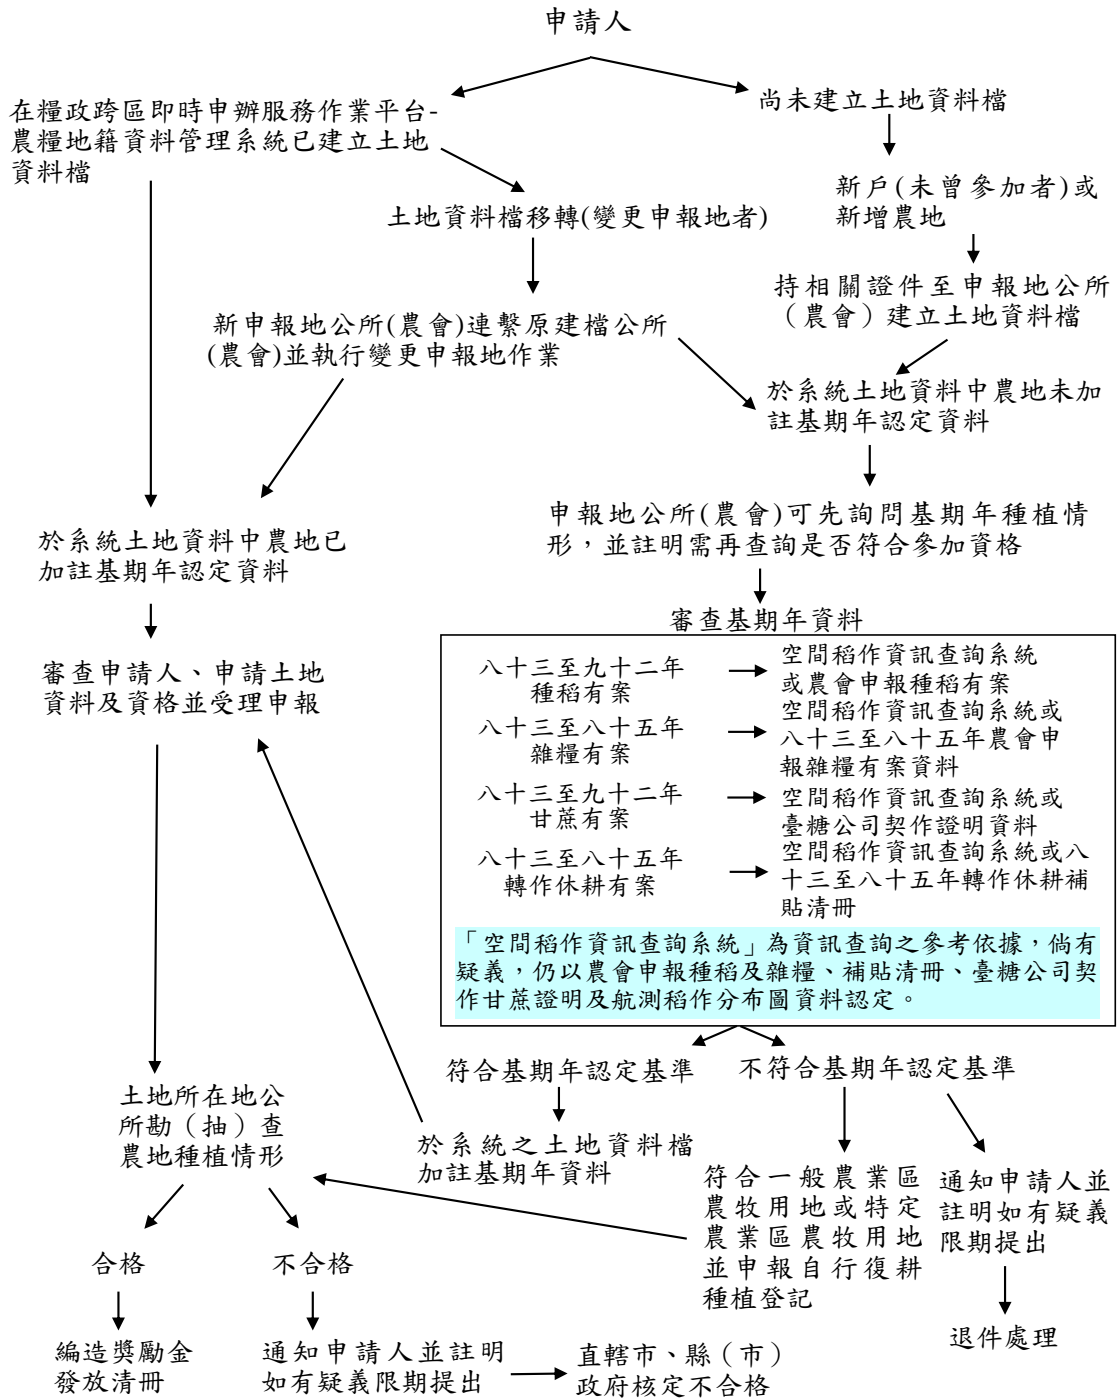 申請人
在糧政跨區即時申辦服務作業平台-
農糧地籍資料管理系統已建立土地
資料檔
尚未建立土地資料檔
新戶(未曾參加者)或
新增農地
土地資料檔移轉(變更申報地者)
持相關證件至申報地公所
（農會）建立土地資料檔
新申報地公所(農會)連繫原建檔公所
(農會)並執行變更申報地作業
於系統土地資料中農地未加
註基期年認定資料
於系統土地資料中農地已
加註基期年認定資料
申報地公所(農會)可先詢問基期年種植情
形，並註明需再查詢是否符合參加資格
審查基期年資料
審查申請人、申請土地
資料及資格並受理申報
八十三至九十二年
種稻有案
空間稻作資訊查詢系統
或農會申報種稻有案
八十三至八十五年
雜糧有案
空間稻作資訊查詢系統或
八十三至八十五年農會申
報雜糧有案資料
八十三至九十二年
甘蔗有案
空間稻作資訊查詢系統或
臺糖公司契作證明資料
八十三至八十五年
轉作休耕有案
空間稻作資訊查詢系統或八
十三至八十五年轉作休耕補
貼清冊
「空間稻作資訊查詢系統」為資訊查詢之參考依據，倘有
疑義，仍以農會申報種稻及雜糧、補貼清冊、臺糖公司契
作甘蔗證明及航測稻作分布圖資料認定。
符合基期年認定基準
不符合基期年認定基準
土地所在地公
所勘（抽）查
農地種植情形
於系統之土地資料檔
加註基期年資料
符合一般農業區
農牧用地或特定
農業區農牧用地
並申報自行復耕
種植登記
通知申請人並
註明如有疑義
限期提出
合格
不合格
退件處理
編造獎勵金
發放清冊
通知申請人並註明
如有疑義限期提出
直轄市、縣（市）
政府核定不合格